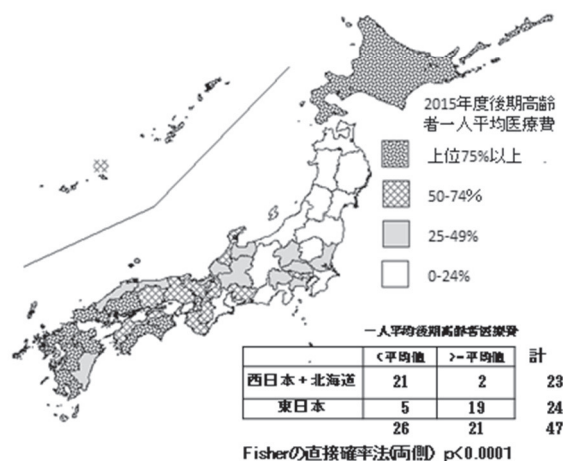 2015年度後期高齢
者一人平均医療費
上位75%以上
50-74%
25-49%
0-24%
一人平均後期高齢者医療費
<平均値 >=平均値 計
西日本+北海道 21 2 23
東日本 5 19 24
26 21 47
Fisherの直接確率法(両側) p<0.0001